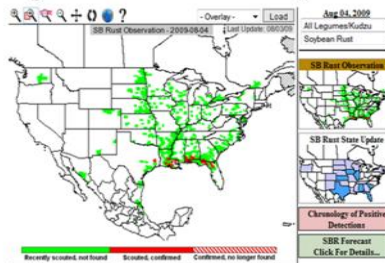 - Overlay -
Load
?
SB Rust Observation - 2009-08-04
Last Update: 08/03/09
Recently scouted, not found
Scouted, confirmed
Confirmed, no longer found
Aug 04, 2009
All Legumes/Kudzu
Soybean Rust
SB Rust Observation
SB Rust State Update
Chronology of Positive
Detections
SBR Forecast
Click For Details...